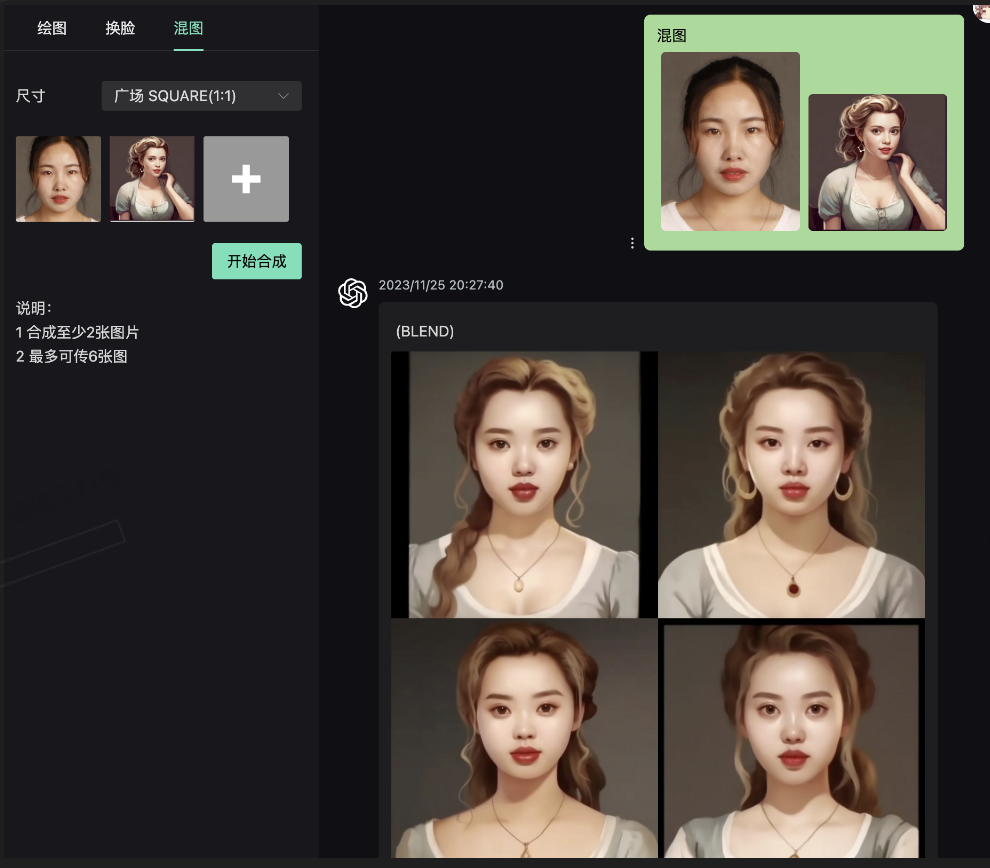 绘图 换脸 混图
尺寸 广场 SQUARE(1:1)
开始合成
说明：
1 合成至少2张图片
2 最多可传6张图
混图
2023/11/25 20:27:40
(BLEND)